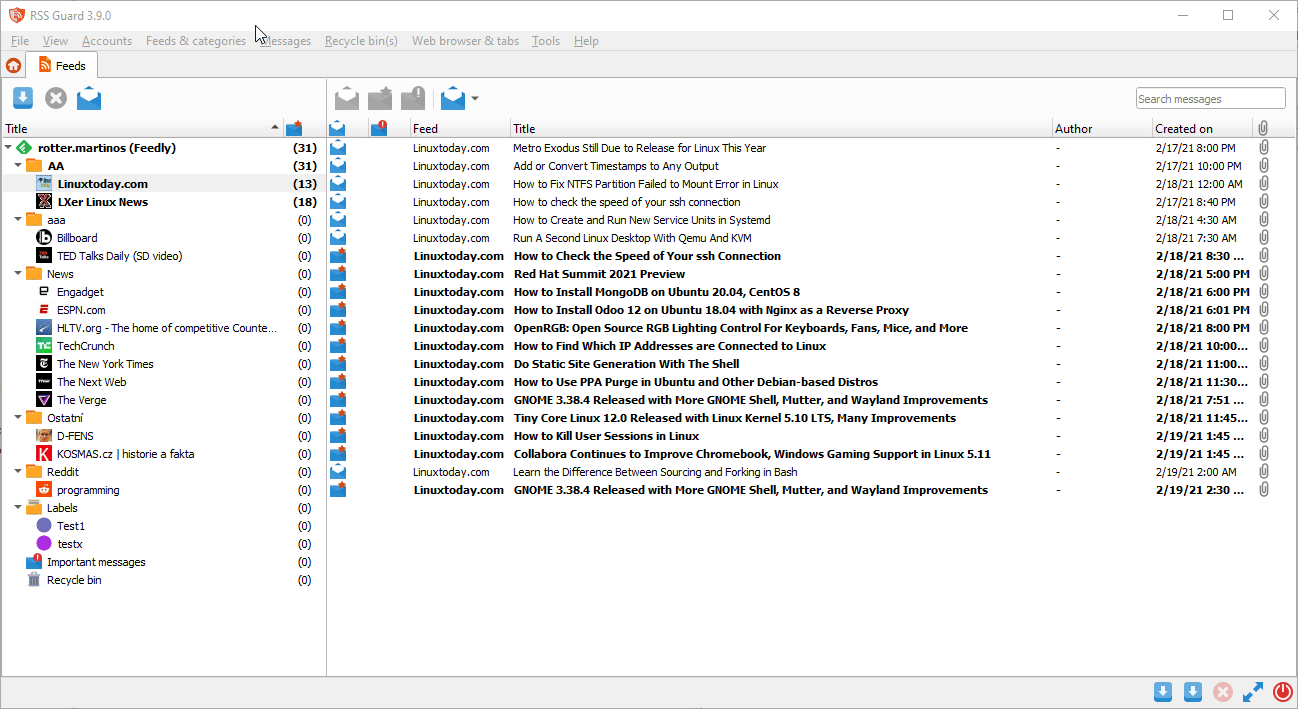 RSS Guard 3.9.0
File View Accounts Feeds & categories Messages Recycle bin(s) Web browser & tabs Tools Help
Feeds
Search messages
Title
rotter.martinos (Feedly) (31)
AA (31)
Linuxtoday.com (13)
LXer Linux News (18)
aaa (0)
Billboard (0)
TED Talks Daily (SD video) (0)
News (0)
Engadget (0)
ESPN.com (0)
HLTV.org - The home of competitive Counte... (0)
TechCrunch (0)
The New York Times (0)
The Next Web (0)
The Verge (0)
Ostatní (0)
D-FENS (0)
KOSMAS.cz | historie a fakta (0)
Reddit (0)
programming (0)
Labels (0)
Test1 (0)
testx (0)
Important messages (0)
Recycle bin (0)
Feed Title Author Created on
Linuxtoday.com Metro Exodus Still Due to Release for Linux This Year - 2/17/21 8:00 PM
Linuxtoday.com Add or Convert Timestamps to Any Output - 2/17/21 10:00 PM
Linuxtoday.com How to Fix NTFS Partition Failed to Mount Error in Linux - 2/18/21 12:00 AM
Linuxtoday.com How to check the speed of your ssh connection - 2/17/21 8:40 PM
Linuxtoday.com How to Create and Run New Service Units in Systemd - 2/18/21 4:30 AM
Linuxtoday.com Run A Second Linux Desktop With Qemu And KVM - 2/18/21 7:30 AM
Linuxtoday.com How to Check the Speed of Your ssh Connection - 2/18/21 8:30 ...
Linuxtoday.com Red Hat Summit 2021 Preview - 2/18/21 5:00 PM
Linuxtoday.com How to Install MongoDB on Ubuntu 20.04, CentOS 8 - 2/18/21 6:00 PM
Linuxtoday.com How to Install Odoo 12 on Ubuntu 18.04 with Nginx as a Reverse Proxy - 2/18/21 6:01 PM
Linuxtoday.com OpenRGB: Open Source RGB Lighting Control For Keyboards, Fans, Mice, and More - 2/18/21 8:00 PM
Linuxtoday.com How to Find Which IP Addresses are Connected to Linux - 2/18/21 10:00...
Linuxtoday.com Do Static Site Generation With The Shell - 2/18/21 11:00...
Linuxtoday.com How to Use PPA Purge in Ubuntu and Other Debian-based Distros - 2/18/21 11:30...
Linuxtoday.com GNOME 3.38.4 Released with More GNOME Shell, Mutter, and Wayland Improvements - 2/18/21 7:51 ...
Linuxtoday.com Tiny Core Linux 12.0 Released with Linux Kernel 5.10 LTS, Many Improvements - 2/18/21 11:45...
Linuxtoday.com How to Kill User Sessions in Linux - 2/19/21 1:45 ...
Linuxtoday.com Collabora Continues to Improve Chromebook, Windows Gaming Support in Linux 5.11 - 2/19/21 1:45 ...
Linuxtoday.com Learn the Difference Between Sourcing and Forking in Bash - 2/19/21 2:00 AM
Linuxtoday.com GNOME 3.38.4 Released with More GNOME Shell, Mutter, and Wayland Improvements - 2/19/21 2:30 ...